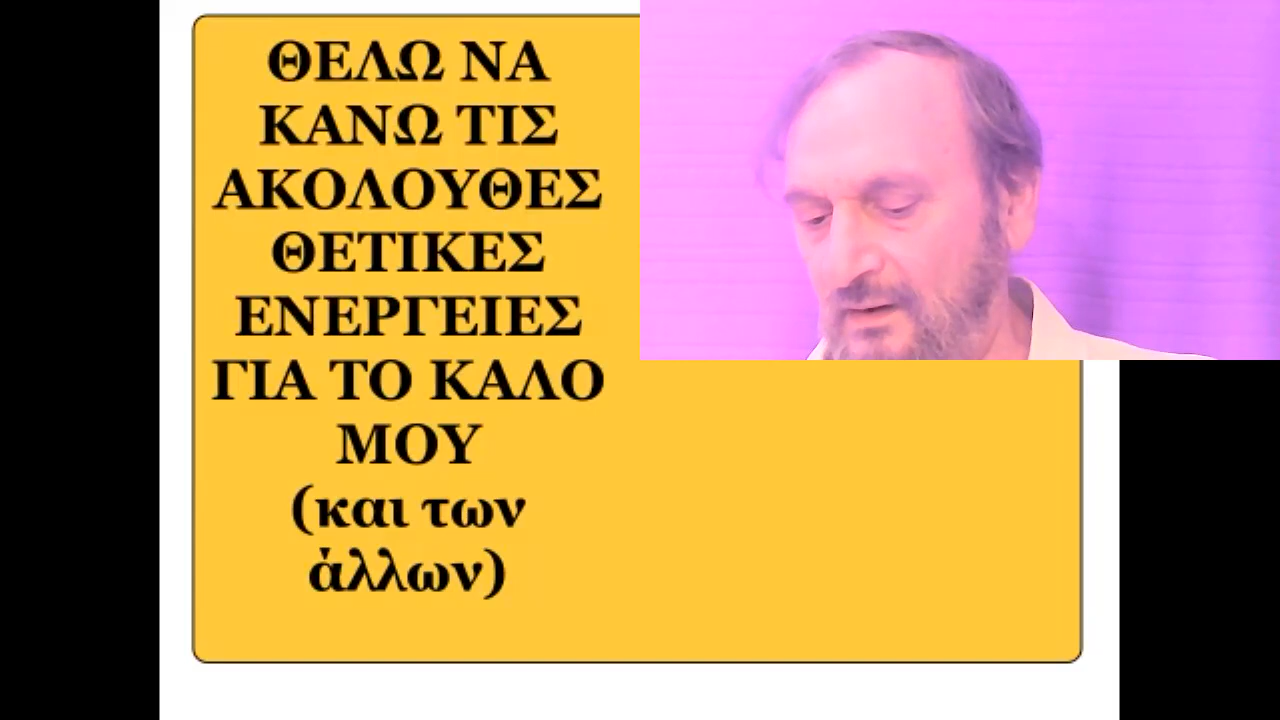 ΘΕΛΩ ΝΑ
ΚΑΝΩ ΤΙΣ
ΑΚΟΛΟΥΘΕΣ
ΘΕΤΙΚΕΣ
ΕΝΕΡΓΕΙΕΣ
ΓΙΑ ΤΟ ΚΑΛΟ
ΜΟΥ
(και των
άλλων)